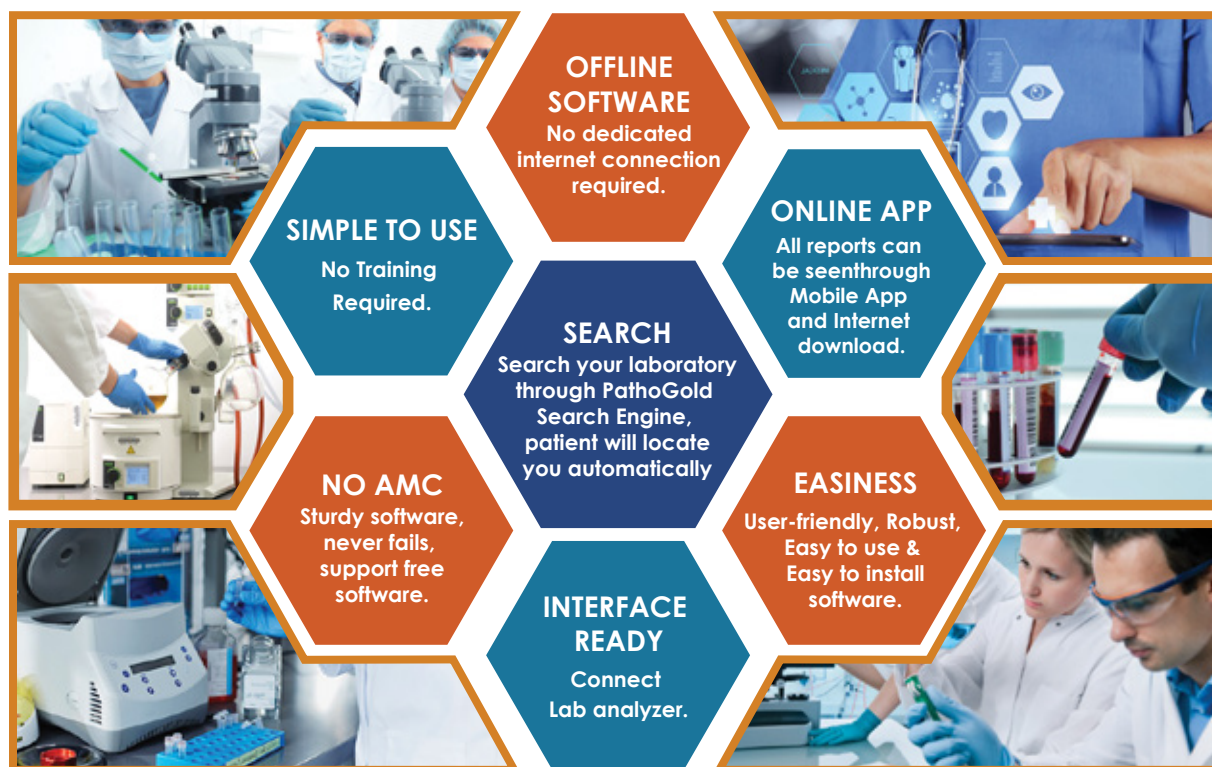 OFFLINE
SOFTWARE
No dedicated
internet connection
required.
SIMPLE TO USE
No Training
Required.
ONLINE APP
All reports can
be seenthrough
Mobile App
and Internet
download.
SEARCH
Search your laboratory
through PathoGold
Search Engine,
patient will locate
you automatically
NO AMC
Sturdy software,
never fails,
support free
software.
EASINESS
User-friendly, Robust,
Easy to use &
Easy to install
software.
INTERFACE
READY
Connect
Lab analyzer.